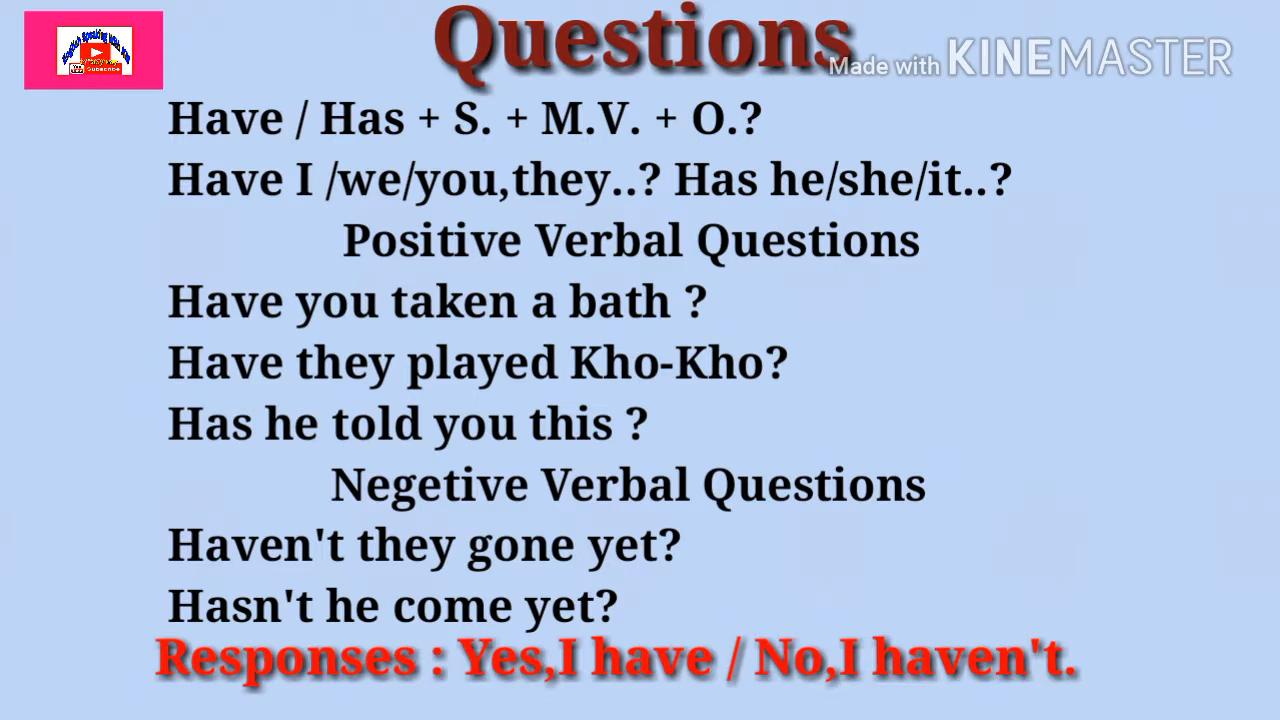 Questions
Made with KINEMASTER
Have / Has + S. + M.V. + O.?
Have I /we/you,they..? Has he/she/it..?
Positive Verbal Questions
Have you taken a bath ?
Have they played Kho-Kho?
Has he told you this ?
Negetive Verbal Questions
Haven't they gone yet?
Hasn't he come yet?
Responses : Yes,I have / No,I haven't.
You Subscribe